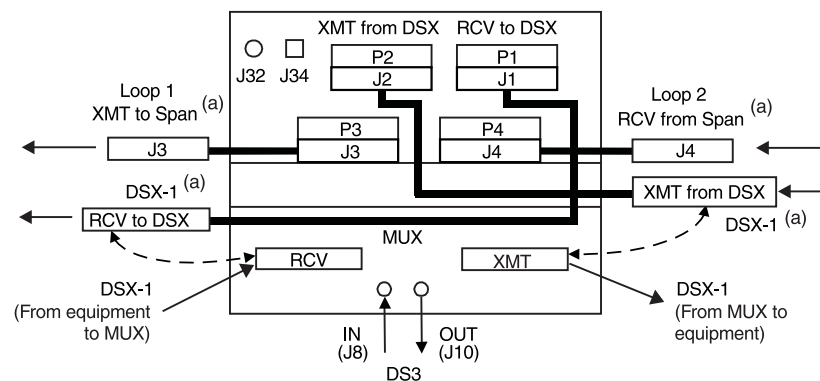 XMT from DSX
RCV to DSX
P2
J2
P1
J1
J32
J34
Loop 1
XMT to Span (a)
J3
P3
J3
P4
J4
Loop 2
RCV from Span (a)
J4
DSX-1 (a)
RCV to DSX
XMT from DSX
DSX-1 (a)
MUX
RCV
XMT
DSX-1
(From equipment
to MUX)
IN
(J8)
OUT
(J10)
DS3
DSX-1
(From MUX to
equipment)